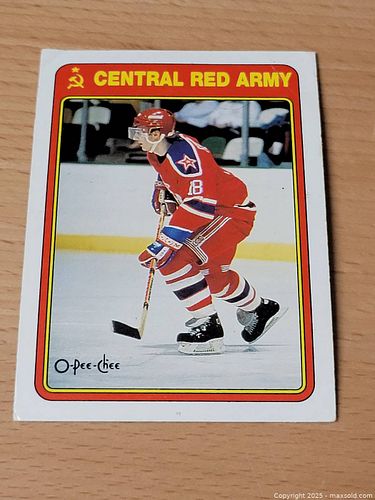 CENTRAL RED ARMY
18
O-Pee-Chee
Copyright © 2025 - maxsold.com